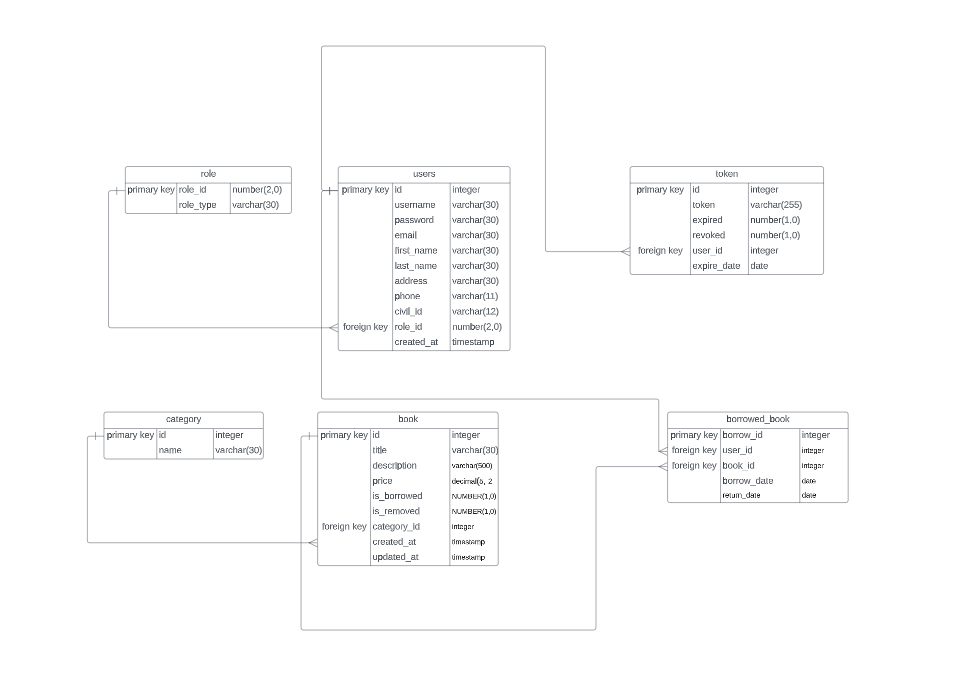 role
primary key role_id number(2,0)
role_type varchar(30)
users
primary key id integer
username varchar(30)
password varchar(30)
email varchar(30)
first_name varchar(30)
last_name varchar(30)
address varchar(30)
phone varchar(11)
civil_id varchar(12)
foreign key role_id number(2,0)
created_at timestamp
token
primary key id integer
token varchar(255)
expired number(1,0)
revoked number(1,0)
foreign key user_id integer
expire_date date
category
primary key id integer
name varchar(30)
book
primary key id integer
title varchar(30)
description varchar(500)
price decimal(5, 2
is_borrowed NUMBER(1,0)
is_removed NUMBER(1,0)
foreign key category_id integer
created_at timestamp
updated_at timestamp
borrowed_book
primary key borrow_id integer
foreign key user_id integer
foreign key book_id integer
borrow_date date
return_date date